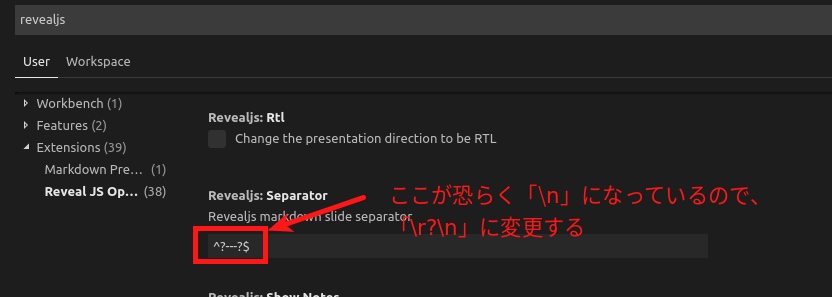 revealjs
User Workspace
Workbench (1)
Features (2)
Extensions (39)
Markdown Pre… (1)
Reveal JS Op… (38)
Revealjs: Rtl
Change the presentation direction to be RTL
Revealjs: Separator
Revealjs markdown slide separator
^?---?$
ここが恐らく「\n」になっているので、
「\r?\n」に変更する
Revealjs: Show Notes